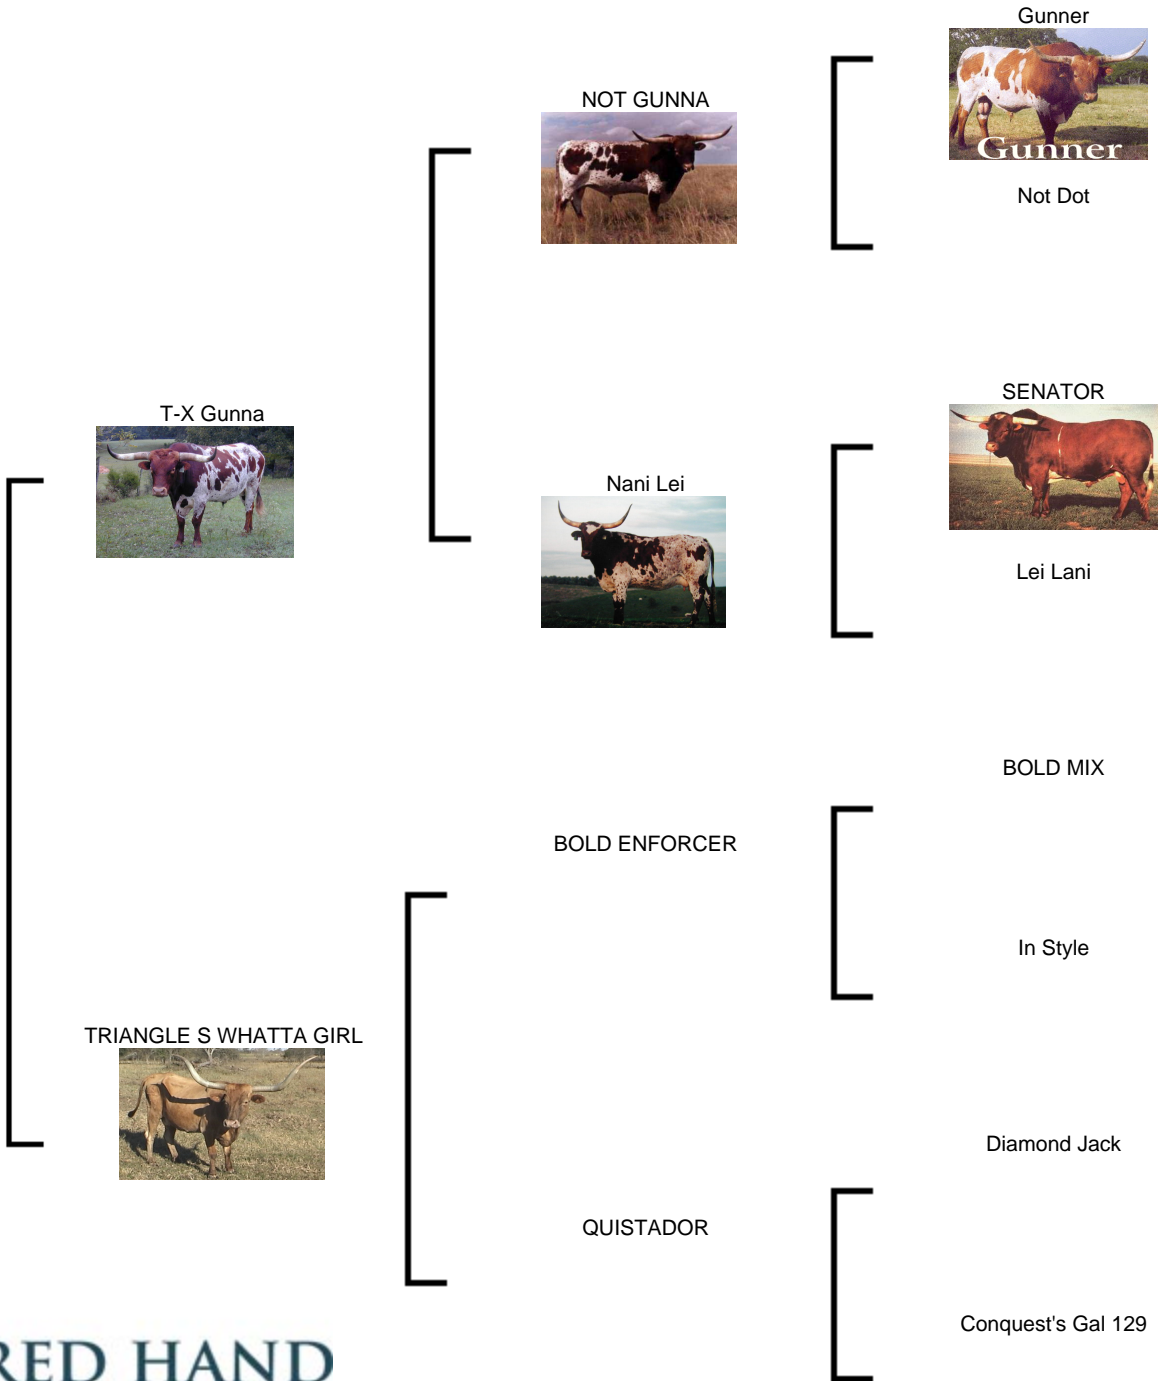 Gunner
NOT GUNNA
Gunner
Not Dot
T-X Gunna
SENATOR
Nani Lei
Lei Lani
BOLD MIX
BOLD ENFORCER
In Style
TRIANGLE S WHATTA GIRL
Diamond Jack
QUISTADOR
Conquest's Gal 129
RED HAND